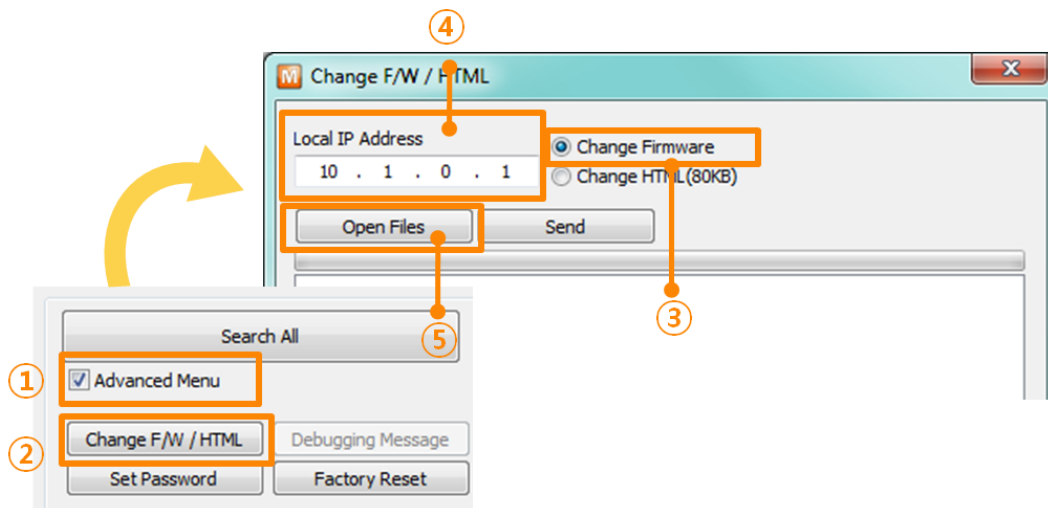 ④
M Change F/W / HTML
x
Local IP Address
10 . 1 . 0 . 1
Change Firmware
Change HTML(80KB)
Open Files
Send
③
⑤
Search All
① Advanced Menu
② Change F/W / HTML
Debugging Message
Set Password
Factory Reset